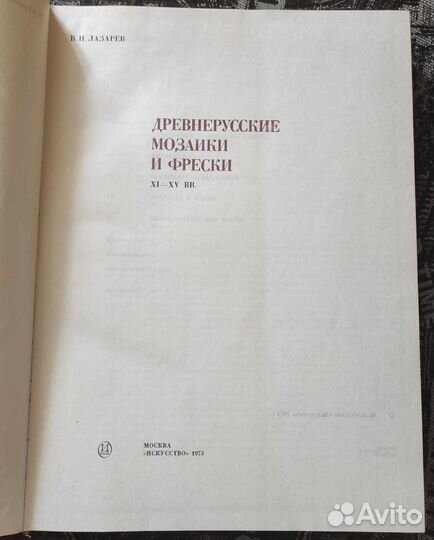 В. Н. ЛАЗАРЕВ
ДРЕВНЕРУССКИЕ
МОЗАИКИ
И ФРЕСКИ
XI—XV ВВ.
МОСКВА
«ИСКУССТВО» 1973
Avito